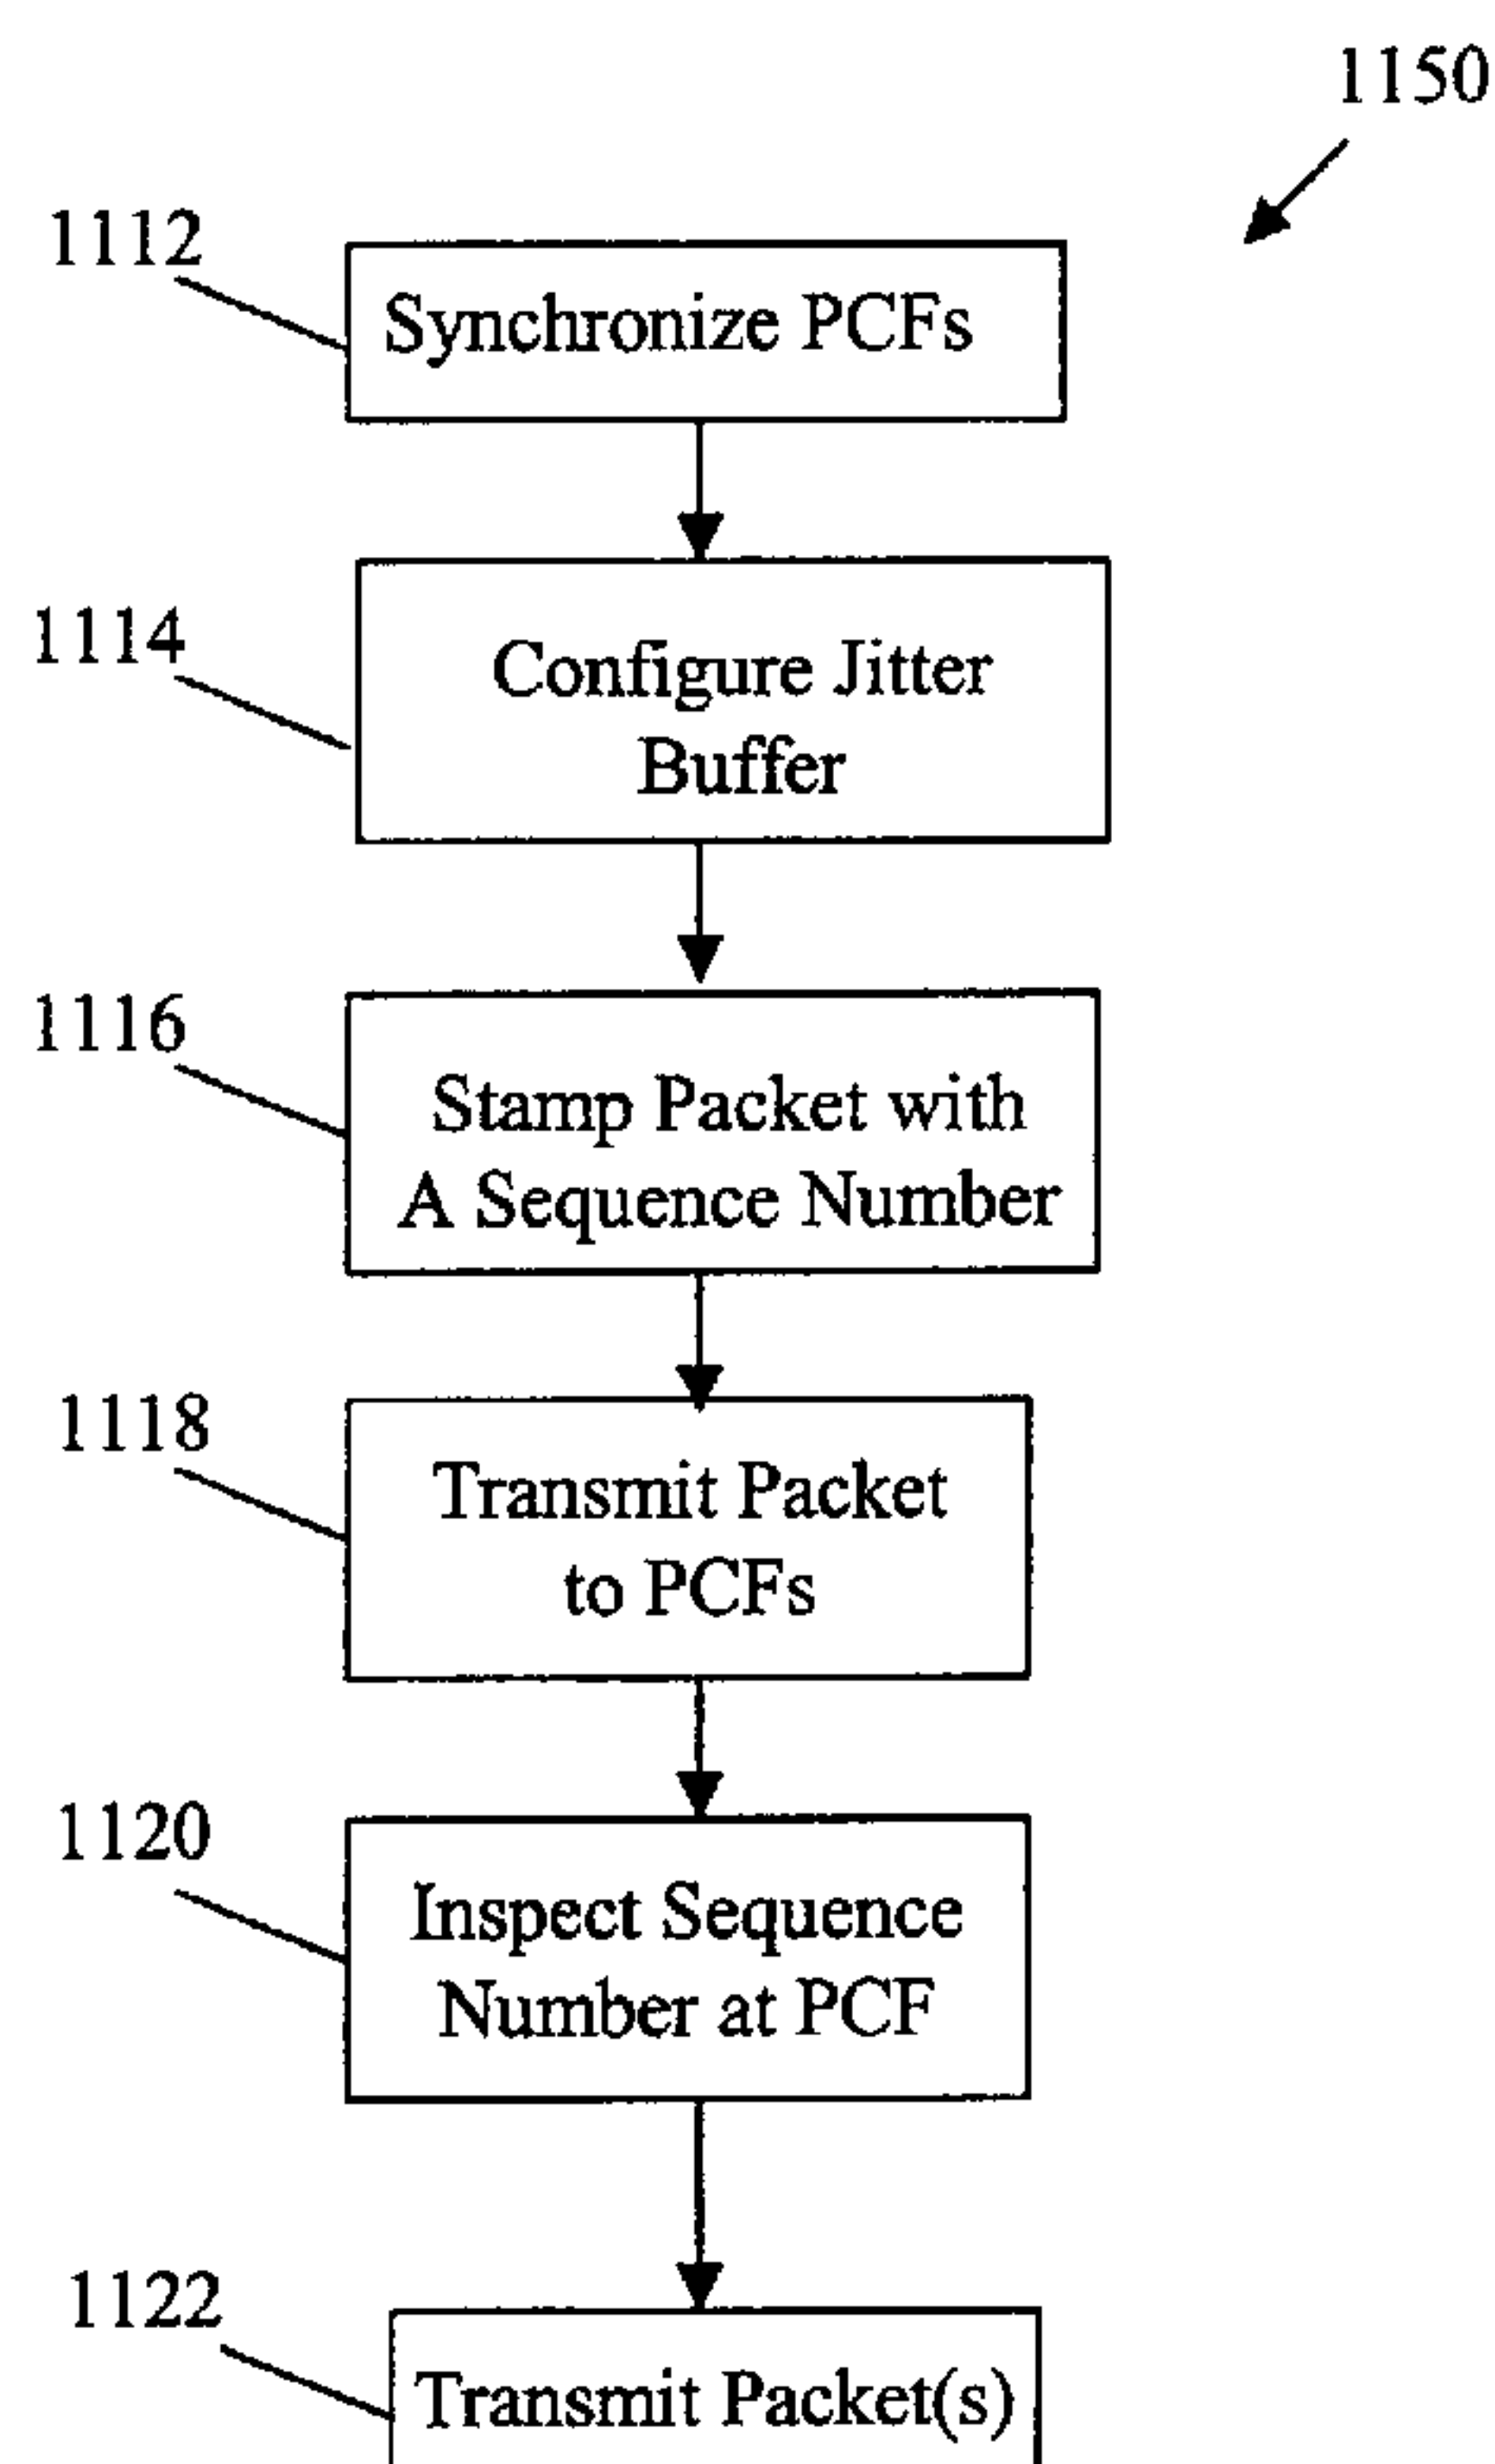 1150
1112
Synchronize PCFs
1114
Configure Jitter
Buffer
1116
Stamp Packet with
A Sequence Number
1118
Transmit Packet
to PCFs
1120
Inspect Sequence
Number at PCF
1122
Transmit Packet(s)